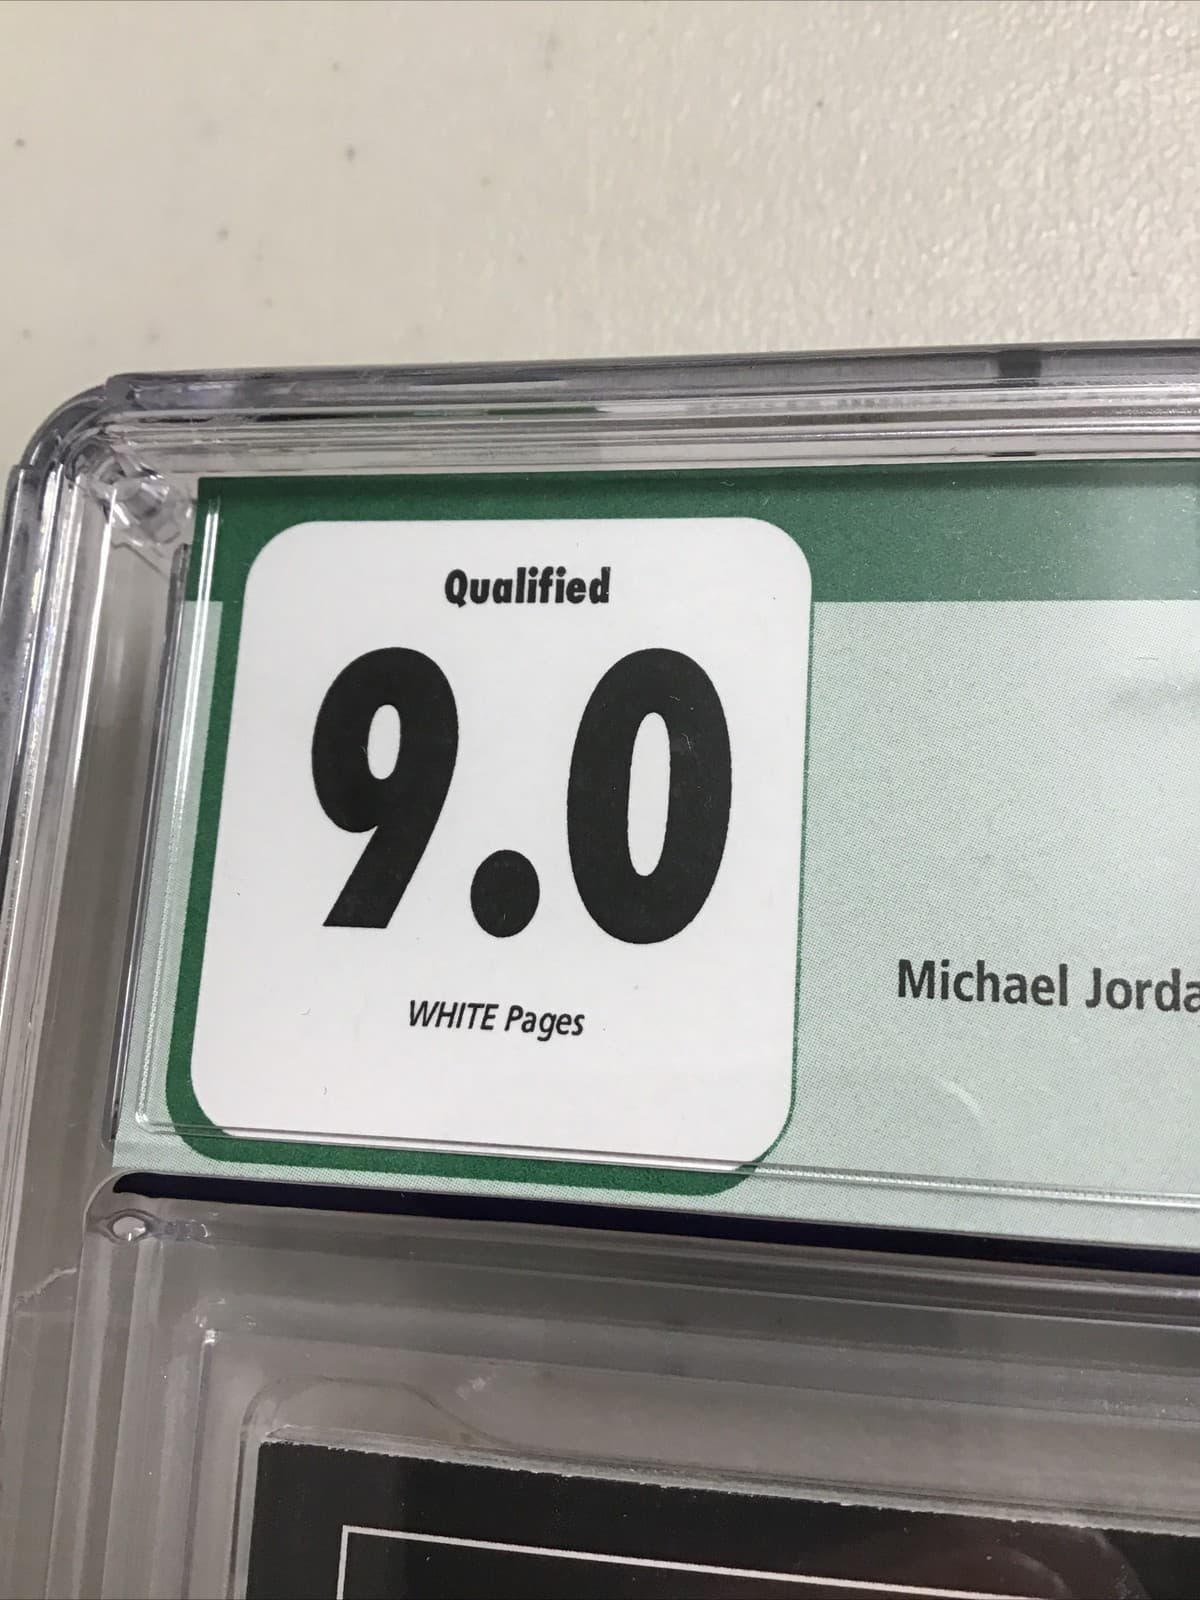 Qualified
9.0
WHITE Pages
Michael Jorda